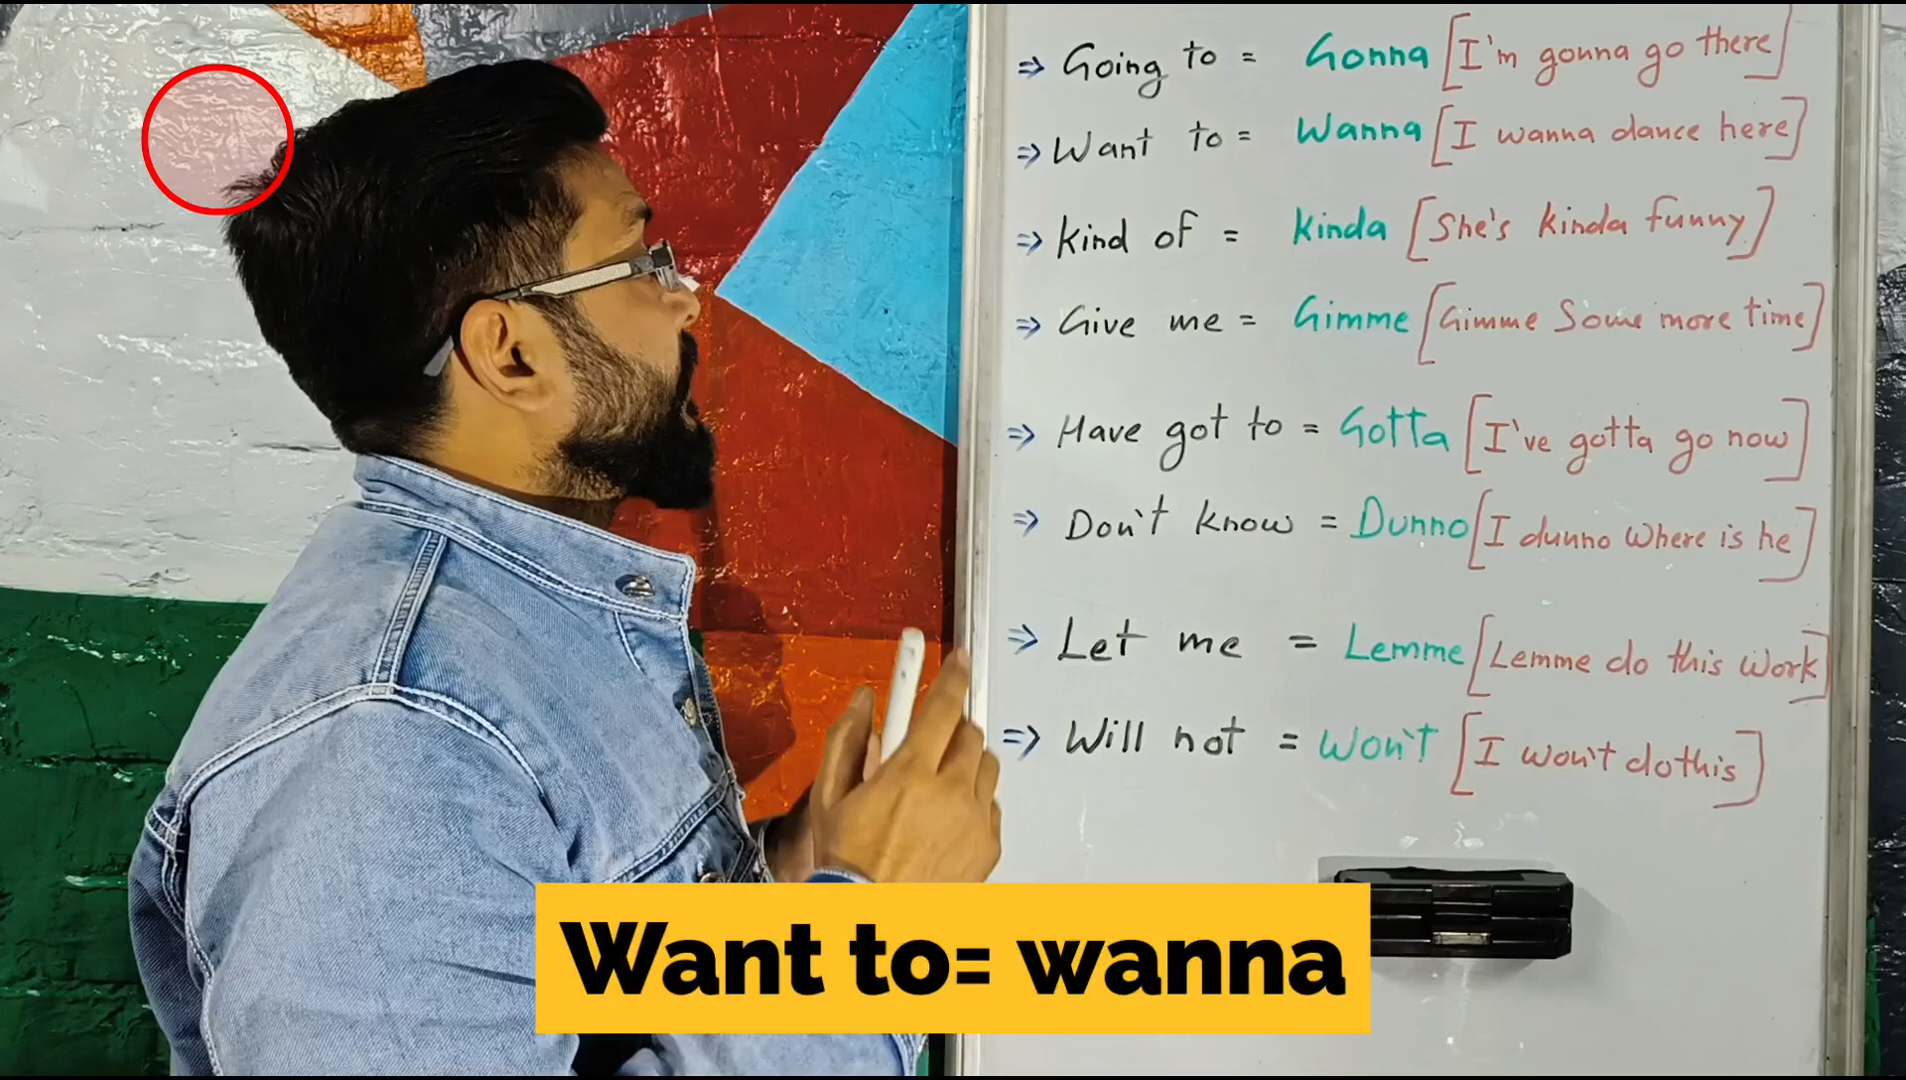 ⇒ Going to = Gonna [I'm gonna go there]
⇒ Want to = Wanna [I wanna dance here]
⇒ Kind of = Kinda [She's kinda funny]
⇒ Give me = Gimme [Gimme Some more time]
⇒ Have got to = Gotta [I've gotta go now]
⇒ Don't know = Dunno [I dunno Where is he]
⇒ Let me = Lemme [Lemme do this Work]
⇒ Will not = Won't [I won't do this]
Want to= wanna